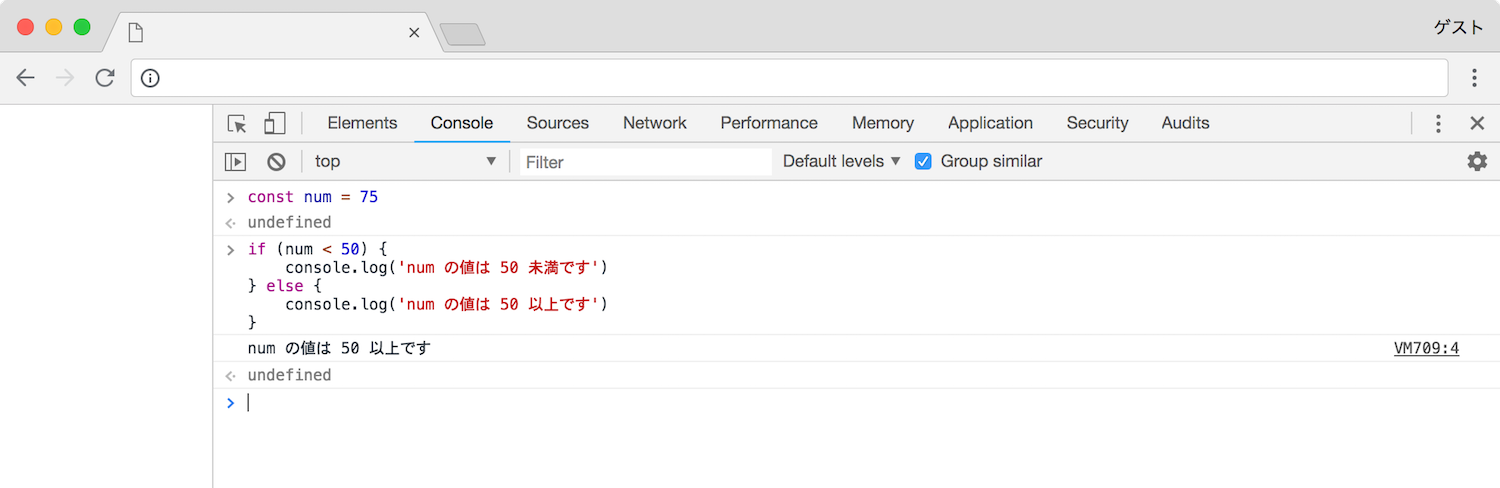 ゲスト
Elements Console Sources Network Performance Memory Application Security Audits
top Filter Default levels Group similar
const num = 75
undefined
if (num < 50) {
    console.log('num の値は 50 未満です')
} else {
    console.log('num の値は 50 以上です')
}
num の値は 50 以上です VM709:4
undefined